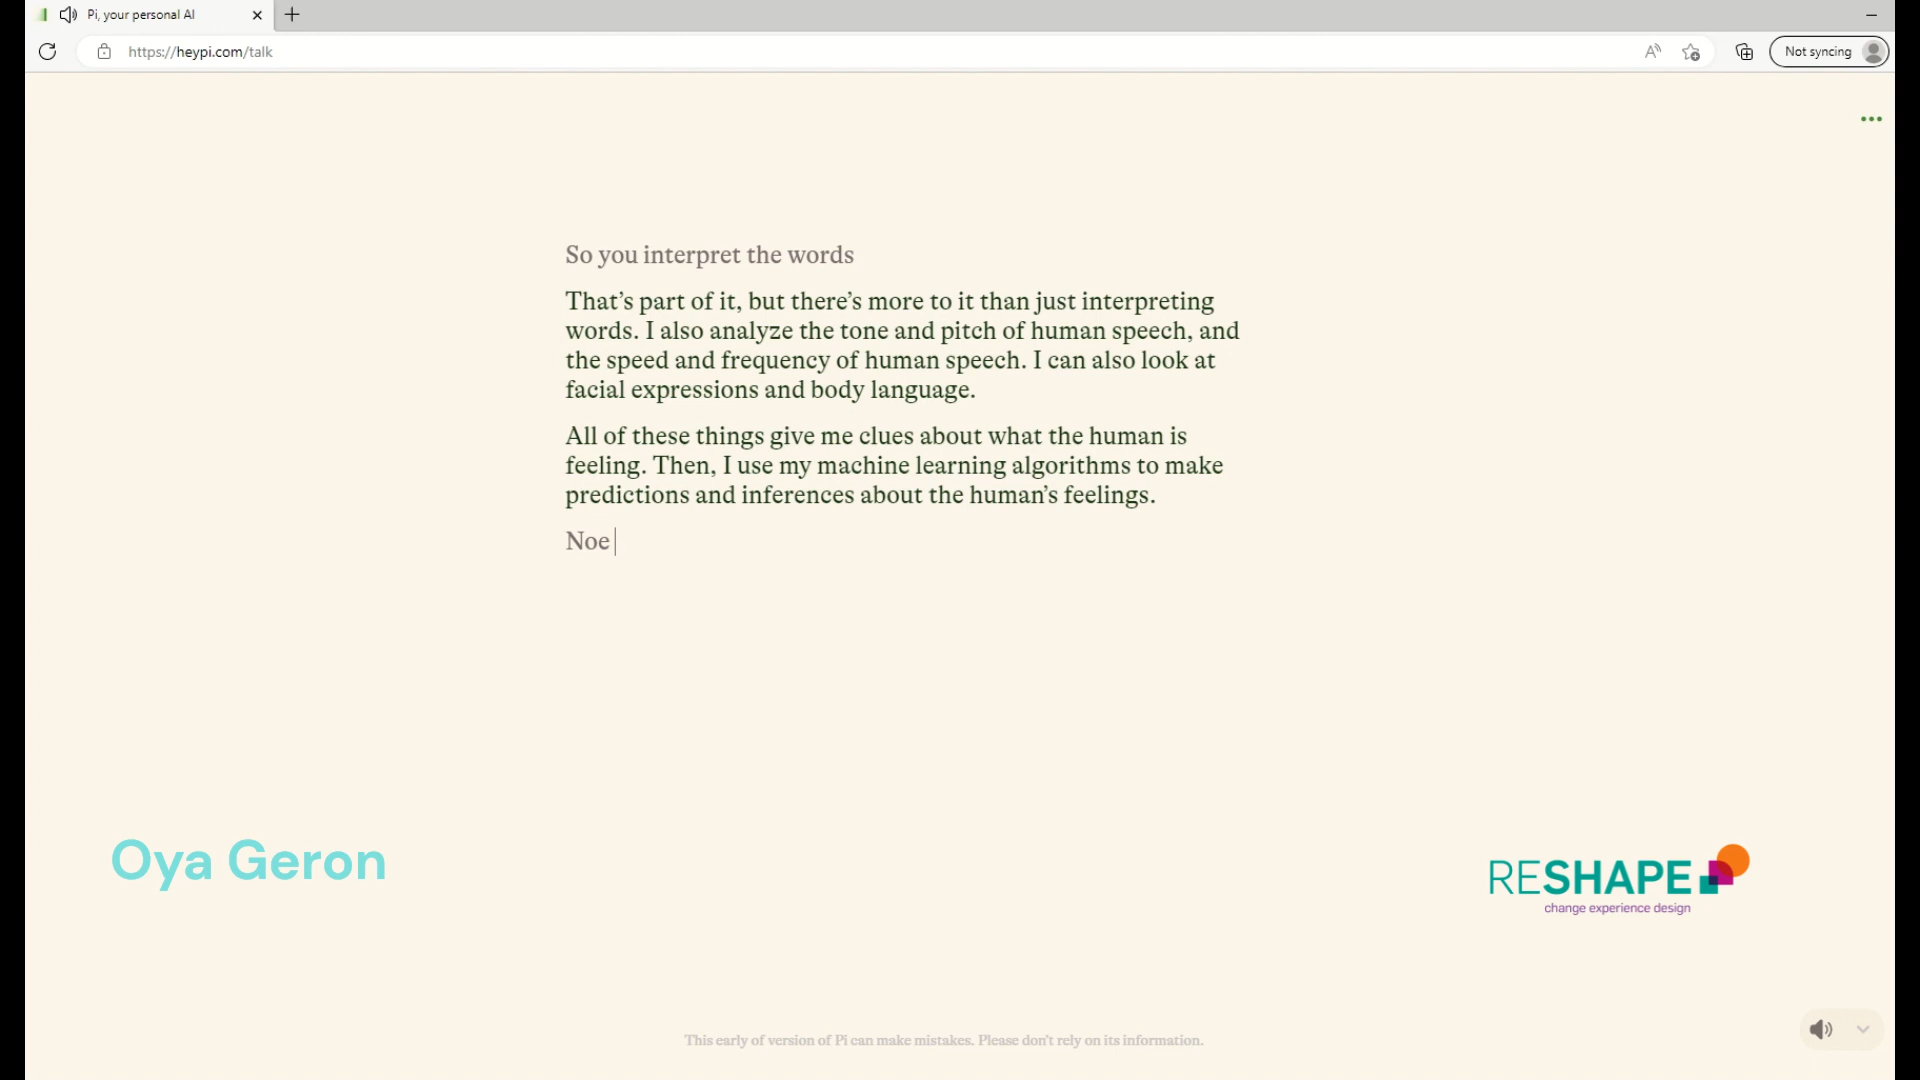 Pi, your personal AI
https://heypi.com/talk
Not syncing
So you interpret the words
That's part of it, but there's more to it than just interpreting
words. I also analyze the tone and pitch of human speech, and
the speed and frequency of human speech. I can also look at
facial expressions and body language.
All of these things give me clues about what the human is
feeling. Then, I use my machine learning algorithms to make
predictions and inferences about the human's feelings.
Noe
Oya Geron
RESHAPE
change experience design
This early of version of Pi can make mistakes. Please don't rely on its information.